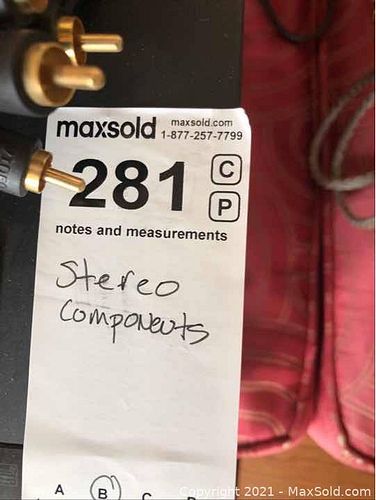 maxsold maxsold.com
1-877-257-7799
281 C
P
notes and measurements
Stereo
Components
A B C D
Copyright 2021 - MaxSold.com